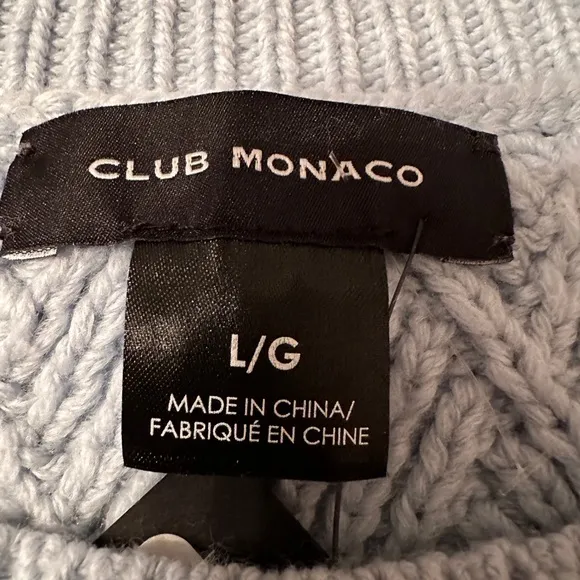 CLUB MONACO
L/G
MADE IN CHINA/
FABRIQUÉ EN CHINE